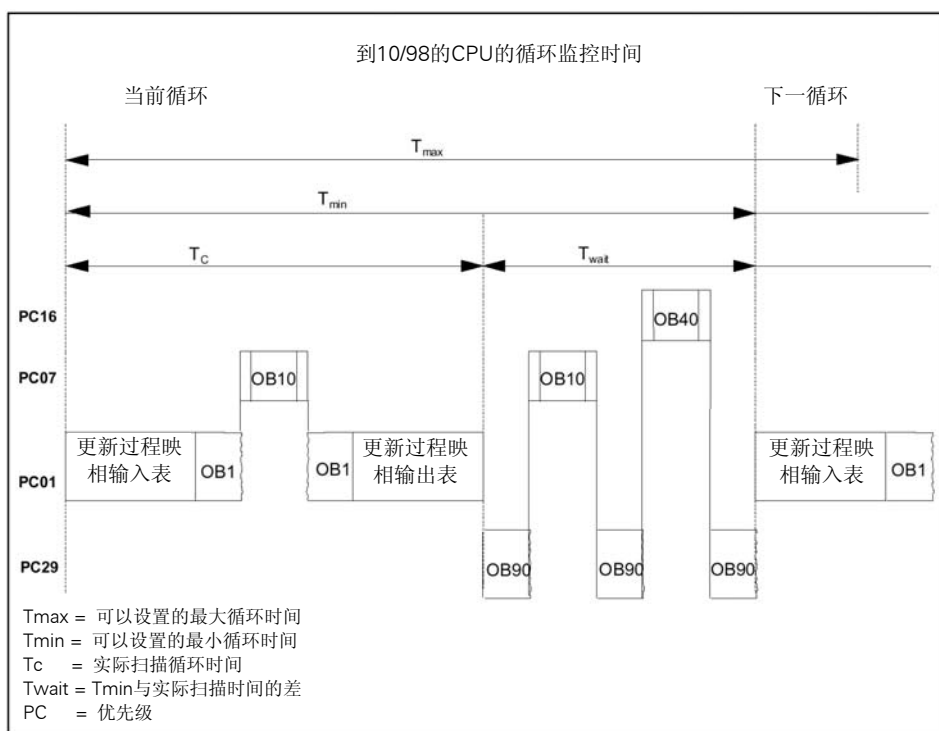 到10/98的CPU的循环监控时间
当前循环
下一循环
Tmax
Tmin
TC
Twait
PC16
OB40
PC07
OB10
OB10
PC01
更新过程映
相输入表
OB1
OB1
更新过程映
相输出表
更新过程映
相输入表
OB1
PC29
OB90
OB90
OB90
Tmax = 可以设置的最大循环时间
Tmin = 可以设置的最小循环时间
Tc = 实际扫描循环时间
Twait = Tmin与实际扫描时间的差
PC = 优先级